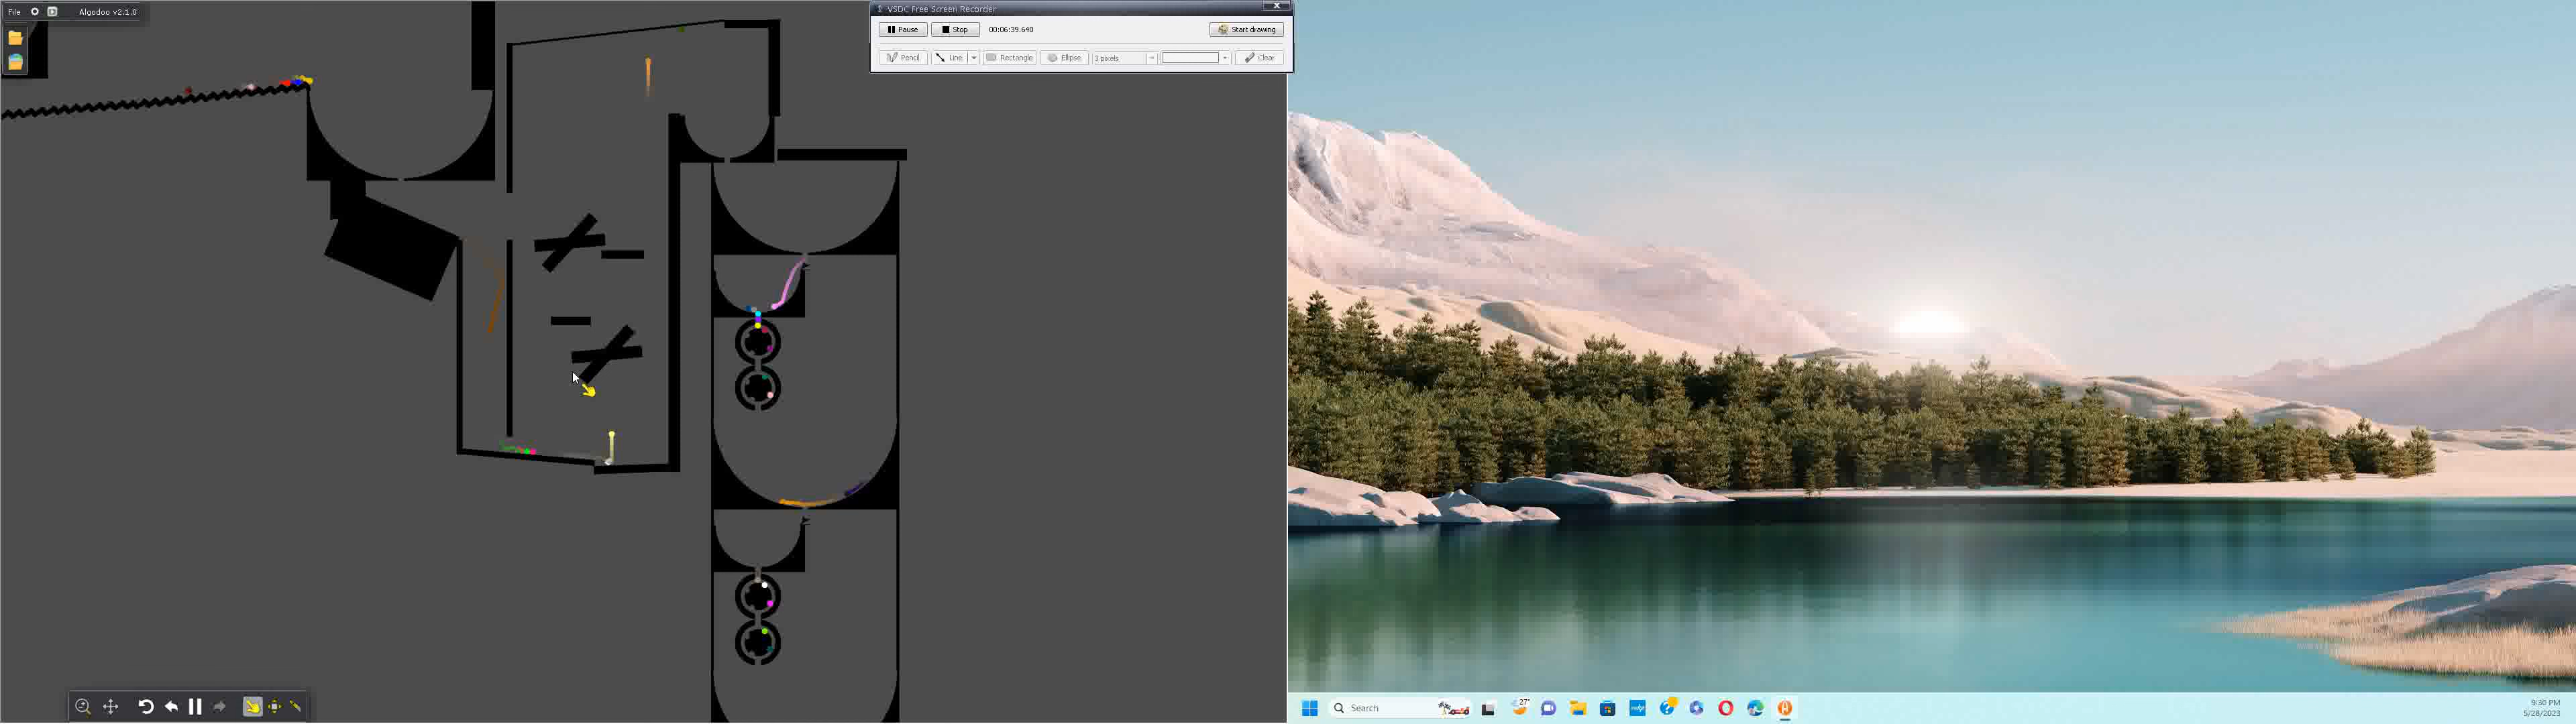 File Algodoo v2.1.0
VSDC Free Screen Recorder
Pause Stop 00:06:39.640 Start drawing
Pencil Line Rectangle Ellipse 3 pixels Clear
Search
27°
9:30 PM
5/28/2023